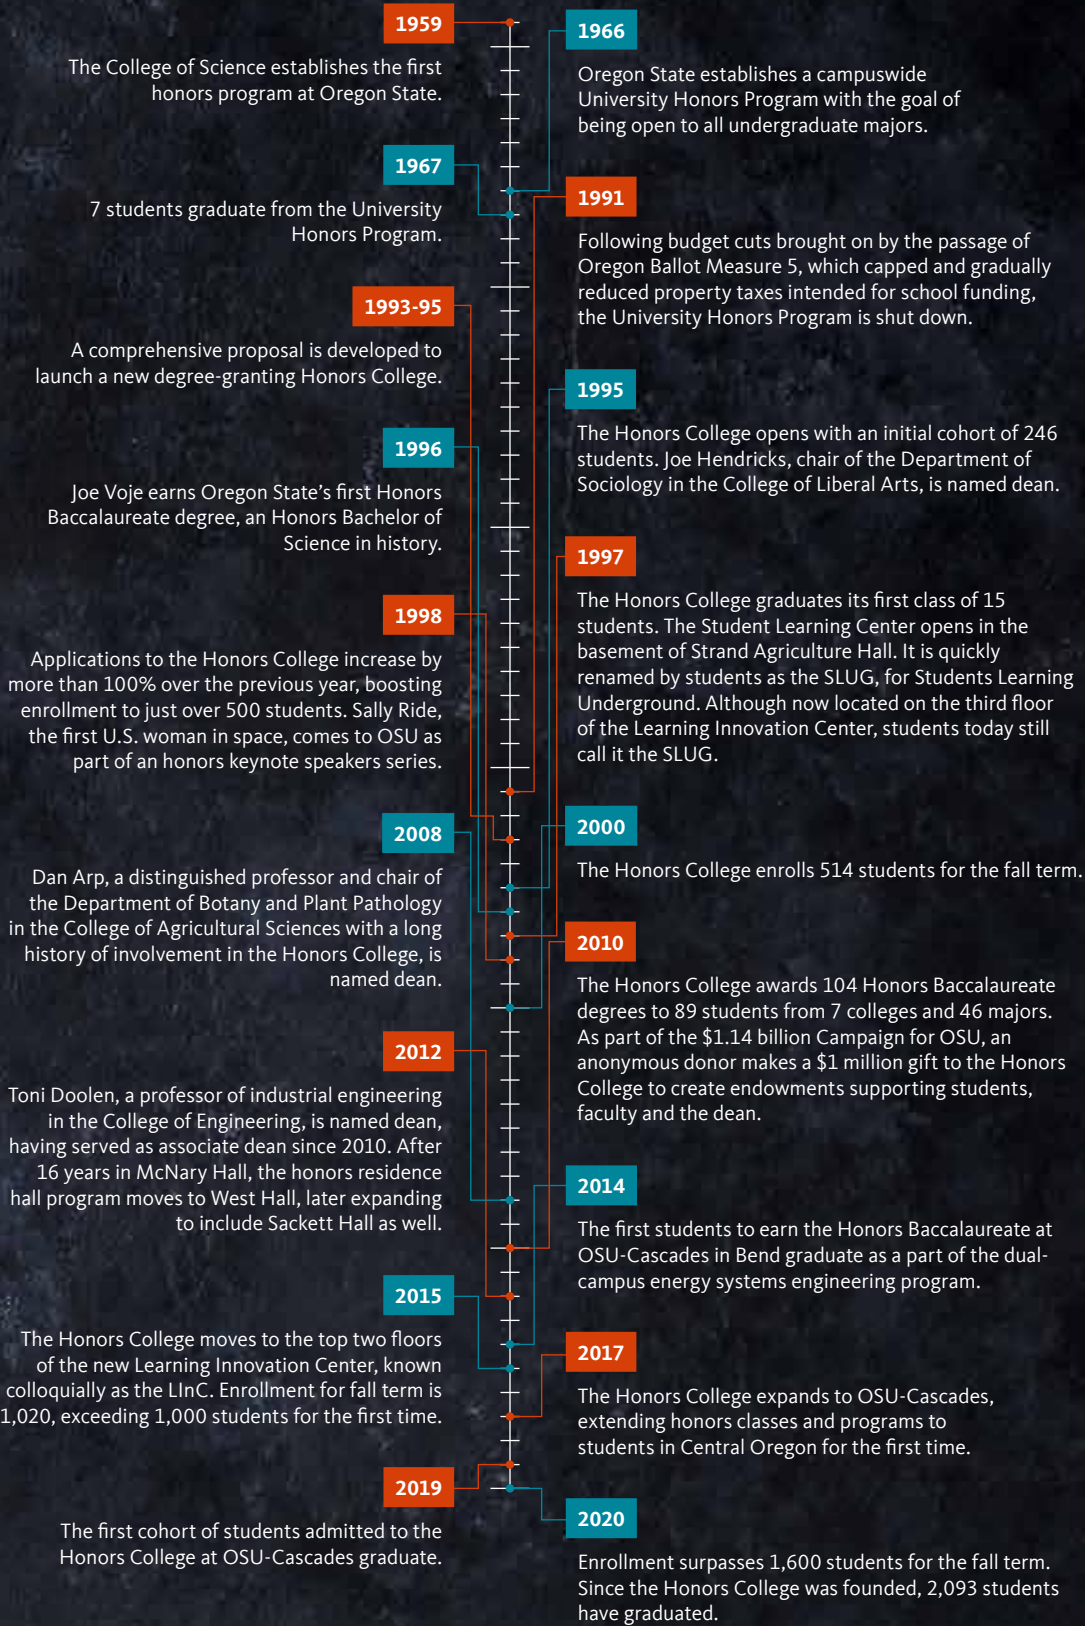 1959
The College of Science establishes the first
honors program at Oregon State.
1966
Oregon State establishes a campuswide
University Honors Program with the goal of
being open to all undergraduate majors.
1967
7 students graduate from the University
Honors Program.
1991
Following budget cuts brought on by the passage of
Oregon Ballot Measure 5, which capped and gradually
reduced property taxes intended for school funding,
the University Honors Program is shut down.
1993-95
A comprehensive proposal is developed to
launch a new degree-granting Honors College.
1995
The Honors College opens with an initial cohort of 246
students. Joe Hendricks, chair of the Department of
Sociology in the College of Liberal Arts, is named dean.
1996
Joe Voje earns Oregon State’s first Honors
Baccalaureate degree, an Honors Bachelor of
Science in history.
1997
The Honors College graduates its first class of 15
students. The Student Learning Center opens in the
basement of Strand Agriculture Hall. It is quickly
renamed by students as the SLUG, for Students Learning
Underground. Although now located on the third floor
of the Learning Innovation Center, students today still
call it the SLUG.
1998
Applications to the Honors College increase by
more than 100% over the previous year, boosting
enrollment to just over 500 students. Sally Ride,
the first U.S. woman in space, comes to OSU as
part of an honors keynote speakers series.
2000
The Honors College enrolls 514 students for the fall term.
2008
Dan Arp, a distinguished professor and chair of
the Department of Botany and Plant Pathology
in the College of Agricultural Sciences with a long
history of involvement in the Honors College, is
named dean.
2010
The Honors College awards 104 Honors Baccalaureate
degrees to 89 students from 7 colleges and 46 majors.
As part of the $1.14 billion Campaign for OSU, an
anonymous donor makes a $1 million gift to the Honors
College to create endowments supporting students,
faculty and the dean.
2012
Toni Doolen, a professor of industrial engineering
in the College of Engineering, is named dean,
having served as associate dean since 2010. After
16 years in McNary Hall, the honors residence
hall program moves to West Hall, later expanding
to include Sackett Hall as well.
2014
The first students to earn the Honors Baccalaureate at
OSU-Cascades in Bend graduate as a part of the dual-
campus energy systems engineering program.
2015
The Honors College moves to the top two floors
of the new Learning Innovation Center, known
colloquially as the LInC. Enrollment for fall term is
1,020, exceeding 1,000 students for the first time.
2017
The Honors College expands to OSU-Cascades,
extending honors classes and programs to
students in Central Oregon for the first time.
2019
The first cohort of students admitted to the
Honors College at OSU-Cascades graduate.
2020
Enrollment surpasses 1,600 students for the fall term.
Since the Honors College was founded, 2,093 students
have graduated.